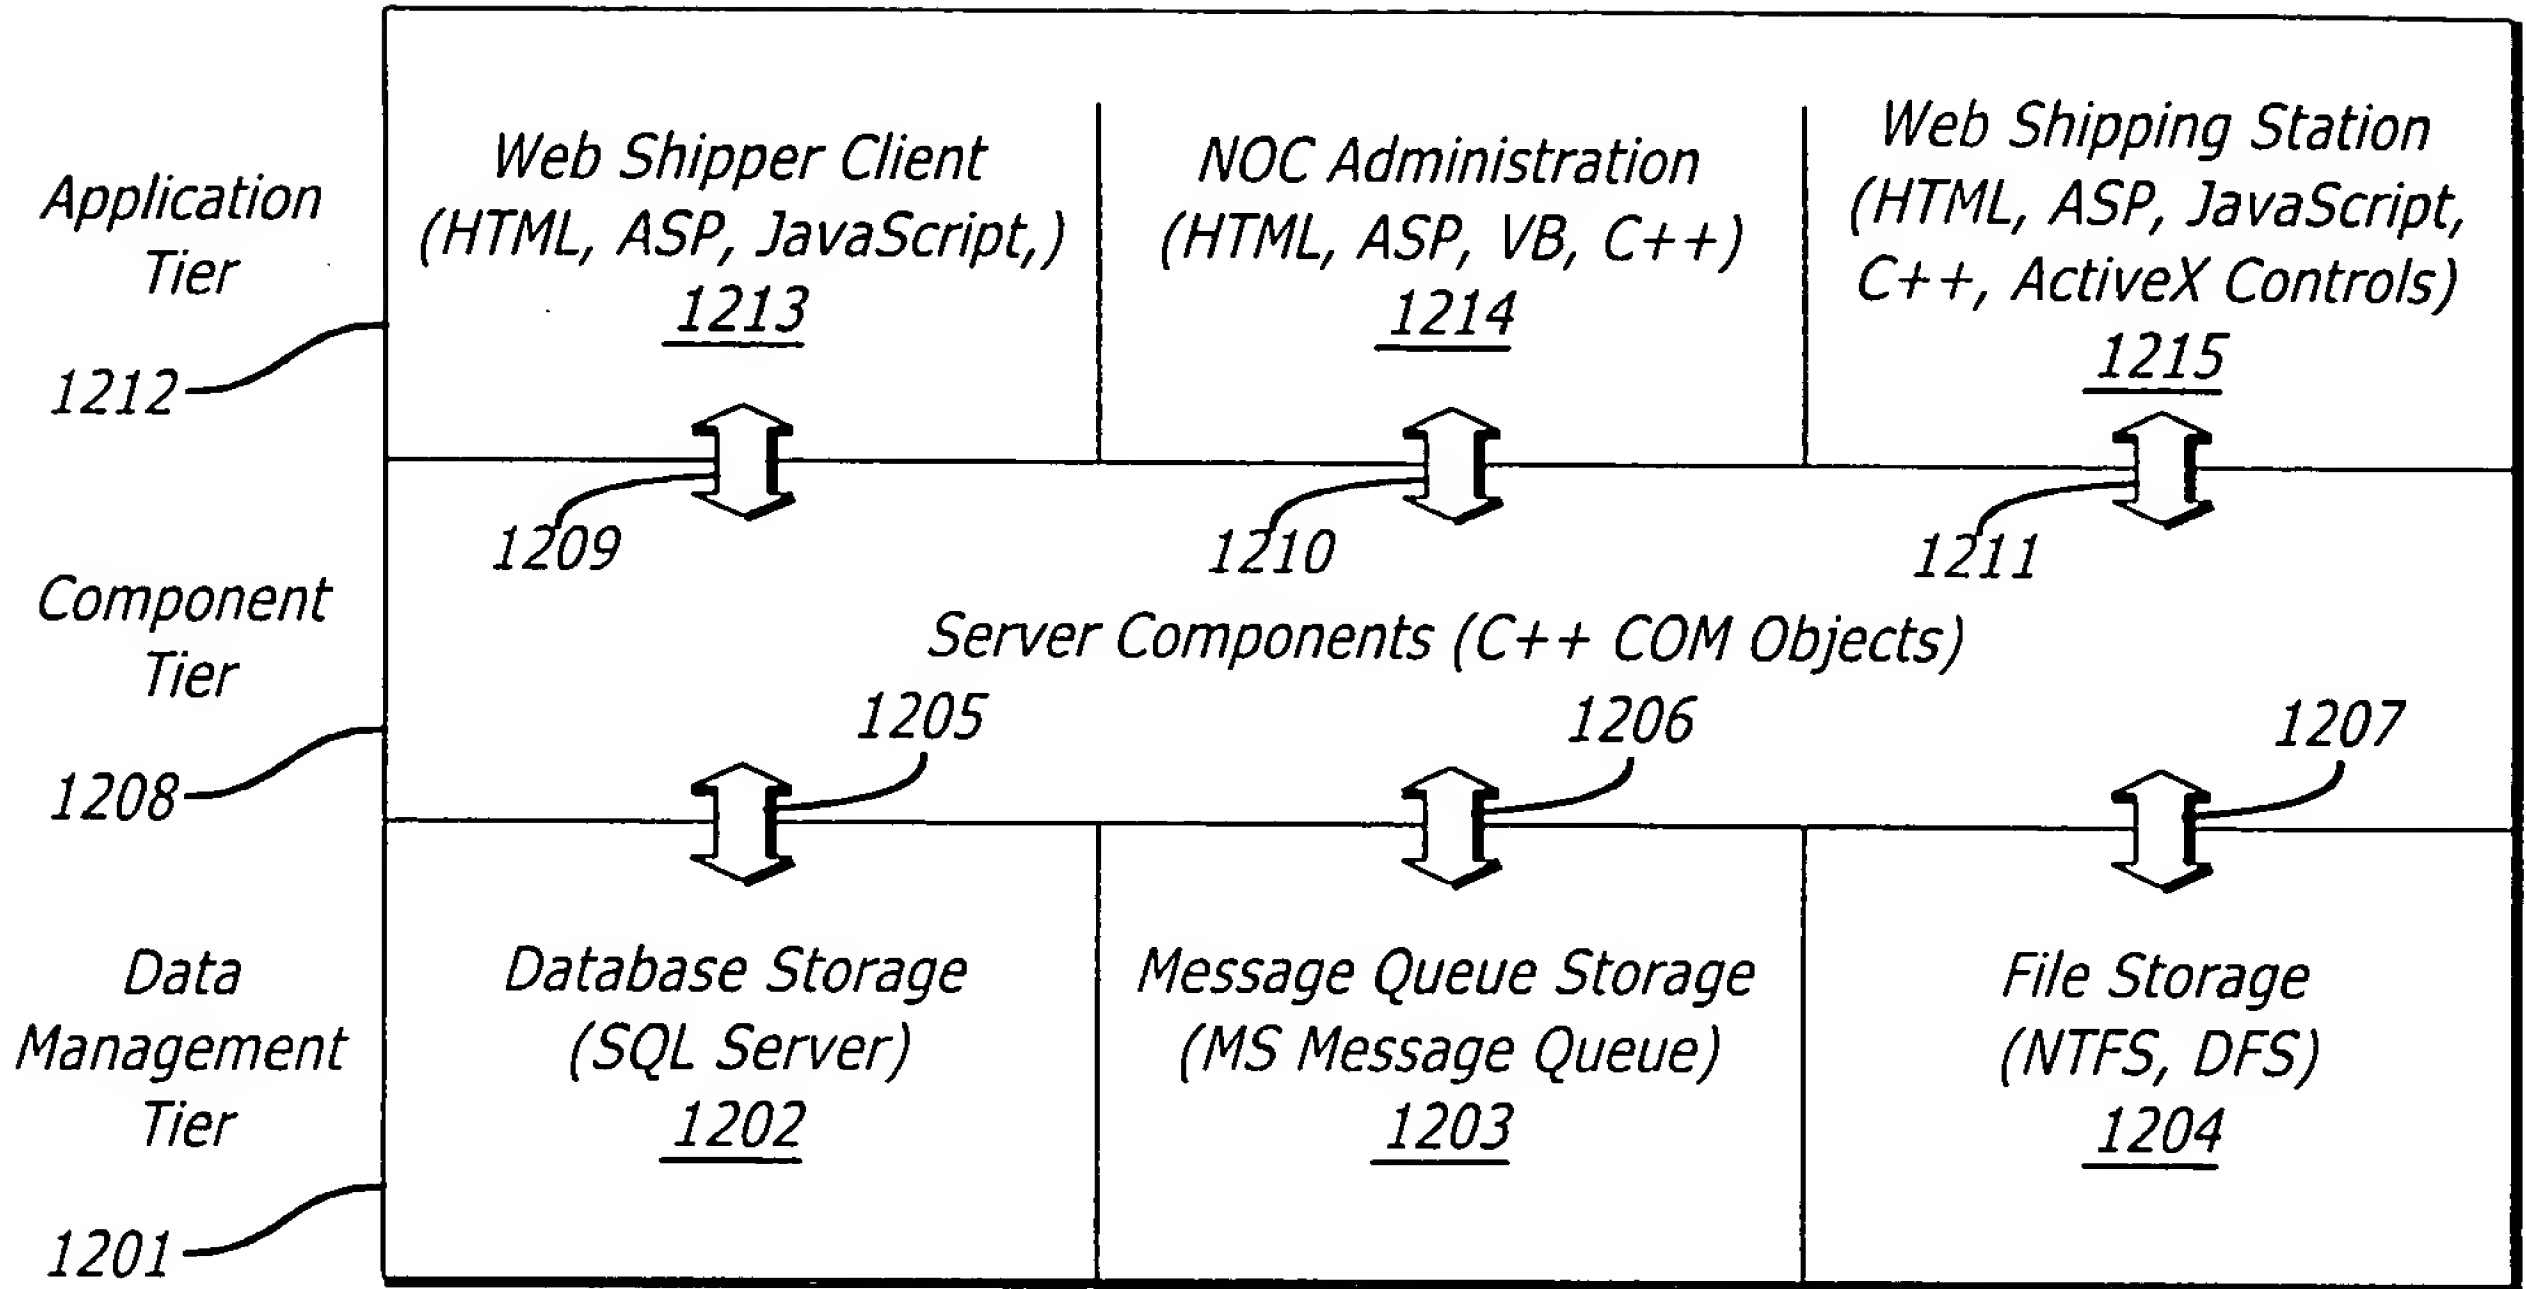 Application
Tier
1212
Web Shipper Client
(HTML, ASP, JavaScript,)
1213
NOC Administration
(HTML, ASP, VB, C++)
1214
Web Shipping Station
(HTML, ASP, JavaScript,
C++, ActiveX Controls)
1215
1209
1210
1211
Component
Tier
1208
Server Components (C++ COM Objects)
1205
1206
1207
Data
Management
Tier
1201
Database Storage
(SQL Server)
1202
Message Queue Storage
(MS Message Queue)
1203
File Storage
(NTFS, DFS)
1204